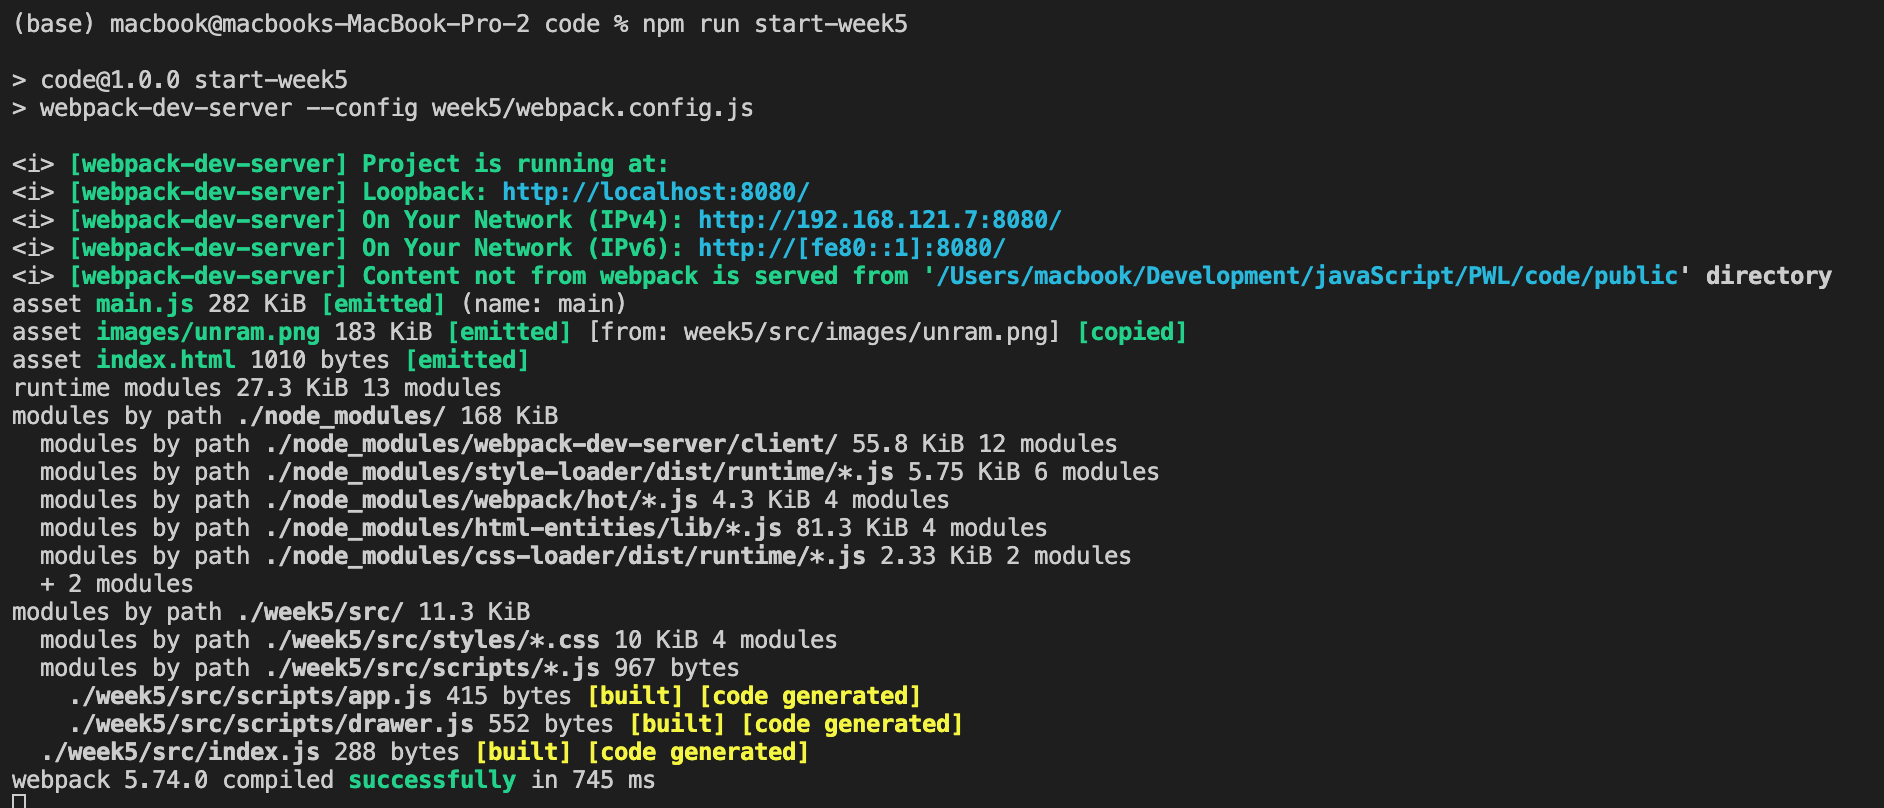 (base) macbook@macbooks-MacBook-Pro-2 code % npm run start-week5
> code@1.0.0 start-week5
> webpack-dev-server --config week5/webpack.config.js
<i> [webpack-dev-server] Project is running at:
<i> [webpack-dev-server] Loopback: http://localhost:8080/
<i> [webpack-dev-server] On Your Network (IPv4): http://192.168.121.7:8080/
<i> [webpack-dev-server] On Your Network (IPv6): http://[fe80::1]:8080/
<i> [webpack-dev-server] Content not from webpack is served from '/Users/macbook/Development/javaScript/PWL/code/public' directory
asset main.js 282 KiB [emitted] (name: main)
asset images/unram.png 183 KiB [emitted] [from: week5/src/images/unram.png] [copied]
asset index.html 1010 bytes [emitted]
runtime modules 27.3 KiB 13 modules
modules by path ./node_modules/ 168 KiB
  modules by path ./node_modules/webpack-dev-server/client/ 55.8 KiB 12 modules
  modules by path ./node_modules/style-loader/dist/runtime/*.js 5.75 KiB 6 modules
  modules by path ./node_modules/webpack/hot/*.js 4.3 KiB 4 modules
  modules by path ./node_modules/html-entities/lib/*.js 81.3 KiB 4 modules
  modules by path ./node_modules/css-loader/dist/runtime/*.js 2.33 KiB 2 modules
  + 2 modules
modules by path ./week5/src/ 11.3 KiB
  modules by path ./week5/src/styles/*.css 10 KiB 4 modules
  modules by path ./week5/src/scripts/*.js 967 bytes
    ./week5/src/scripts/app.js 415 bytes [built] [code generated]
    ./week5/src/scripts/drawer.js 552 bytes [built] [code generated]
  ./week5/src/index.js 288 bytes [built] [code generated]
webpack 5.74.0 compiled successfully in 745 ms